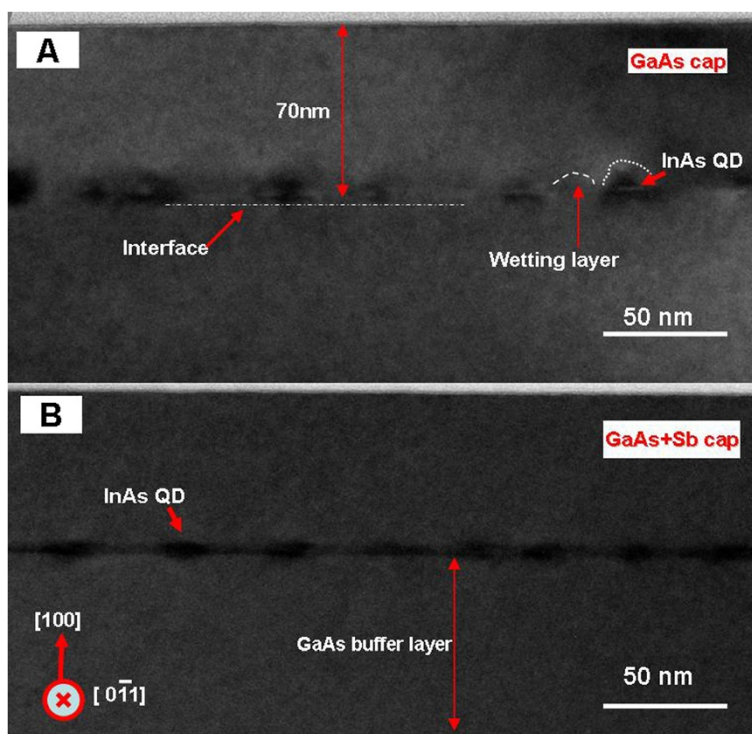 A
GaAs cap
70nm
InAs QD
Interface
Wetting layer
50 nm
B
GaAs+Sb cap
InAs QD
[100]
GaAs buffer layer
[ 01̅1]
50 nm